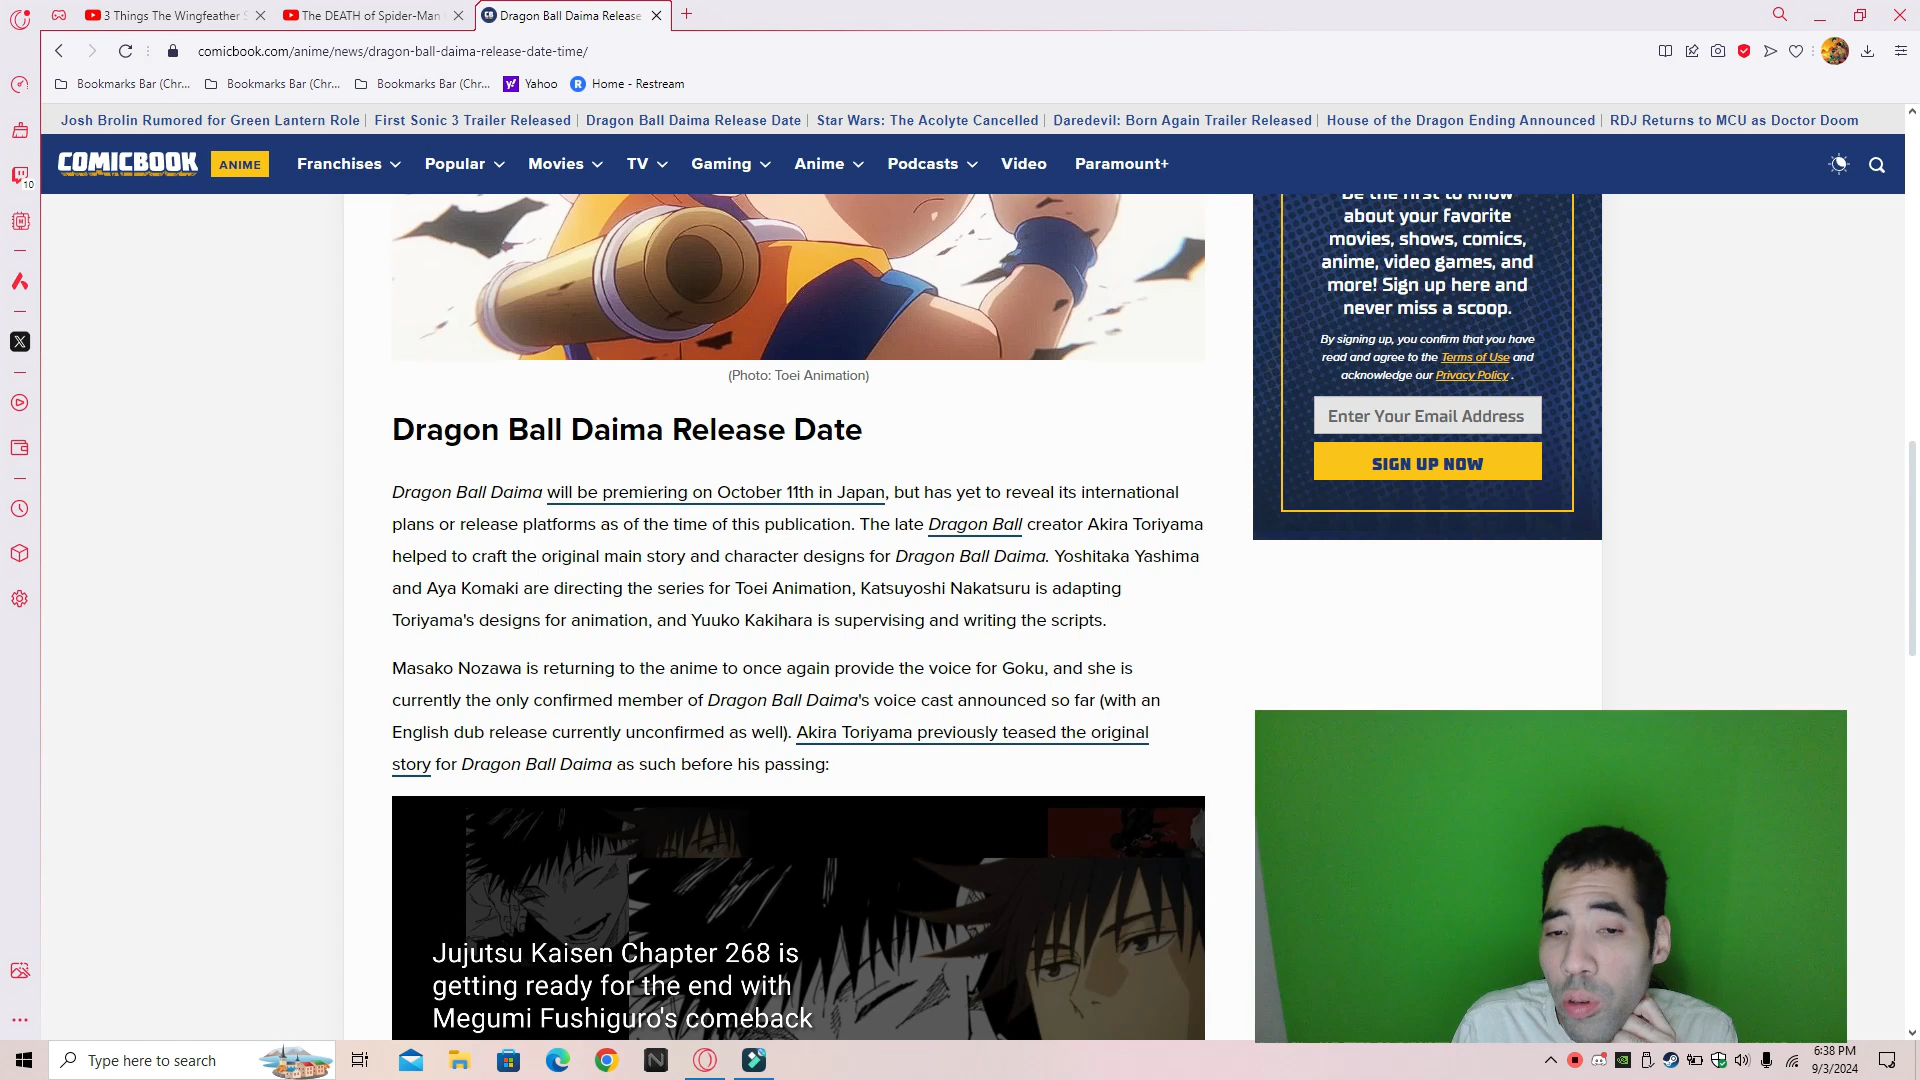 3 Things The Wingfeather S
The DEATH of Spider-Man
Dragon Ball Daima Release
comicbook.com/anime/news/dragon-ball-daima-release-date-time/
Bookmarks Bar (Chr...
Bookmarks Bar (Chr...
Bookmarks Bar (Chr...
Yahoo
Home - Restream
Josh Brolin Rumored for Green Lantern Role | First Sonic 3 Trailer Released | Dragon Ball Daima Release Date | Star Wars: The Acolyte Cancelled | Daredevil: Born Again Trailer Released | House of the Dragon Ending Announced | RDJ Returns to MCU as Doctor Doom
COMICBOOK ANIME Franchises Popular Movies TV Gaming Anime Podcasts Video Paramount+
10
Be the first to know
about your favorite
movies, shows, comics,
anime, video games, and
more! Sign up here and
never miss a scoop.
By signing up, you confirm that you have
read and agree to the Terms of Use and
acknowledge our Privacy Policy .
Enter Your Email Address
SIGN UP NOW
(Photo: Toei Animation)
Dragon Ball Daima Release Date
Dragon Ball Daima will be premiering on October 11th in Japan, but has yet to reveal its international
plans or release platforms as of the time of this publication. The late Dragon Ball creator Akira Toriyama
helped to craft the original main story and character designs for Dragon Ball Daima. Yoshitaka Yashima
and Aya Komaki are directing the series for Toei Animation, Katsuyoshi Nakatsuru is adapting
Toriyama's designs for animation, and Yuuko Kakihara is supervising and writing the scripts.
Masako Nozawa is returning to the anime to once again provide the voice for Goku, and she is
currently the only confirmed member of Dragon Ball Daima's voice cast announced so far (with an
English dub release currently unconfirmed as well). Akira Toriyama previously teased the original
story for Dragon Ball Daima as such before his passing:
Jujutsu Kaisen Chapter 268 is
getting ready for the end with
Megumi Fushiguro's comeback
Type here to search
6:38 PM
9/3/2024